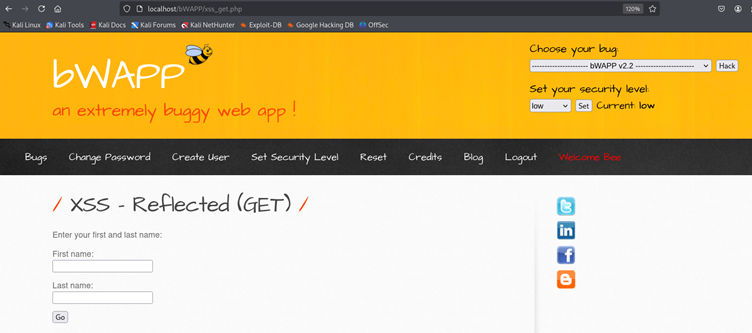 localhost/bWAPP/xss_get.php
120%
Kali Linux Kali Tools Kali Docs Kali Forums Kali NetHunter Exploit-DB Google Hacking DB OffSec
bWAPP
an extremely buggy web app !
Choose your bug:
--------------------- bWAPP v2.2 ---------------------- Hack
Set your security level:
low Set Current: low
Bugs Change Password Create User Set Security Level Reset Credits Blog Logout Welcome Bee
/ XSS - Reflected (GET) /
Enter your first and last name:
First name:
Last name:
Go